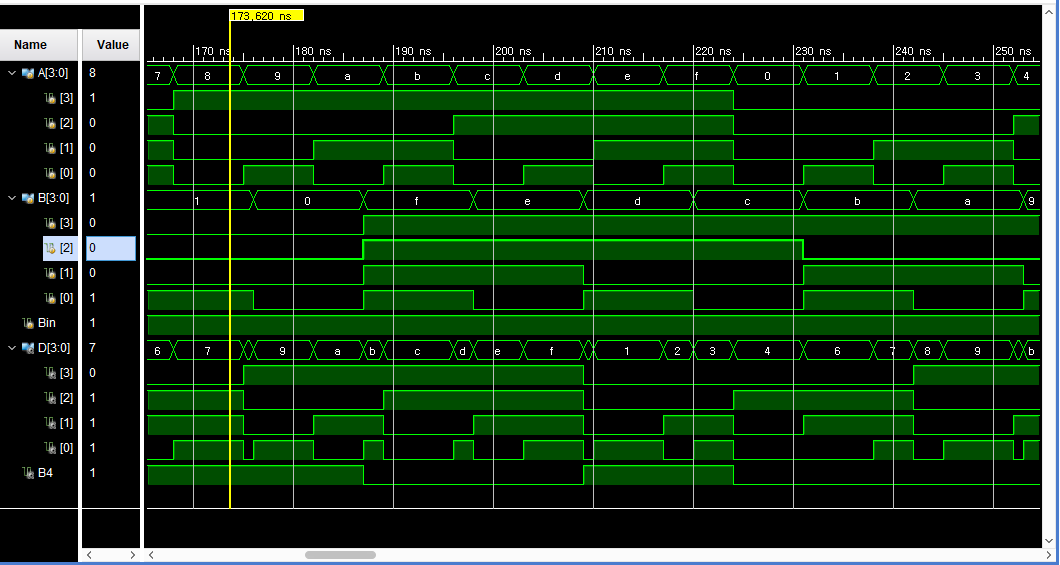 173,620 ns
Name Value
170 ns 180 ns 190 ns 200 ns 210 ns 220 ns 230 ns 240 ns 250 ns
A[3:0] 8 7 8 9 a b c d e f 0 1 2 3 4
[3] 1
[2] 0
[1] 0
[0] 0
B[3:0] 1 1 0 f e d c b a 9
[3] 0
[2] 0
[1] 0
[0] 1
Bin 1
D[3:0] 7 6 7 9 a b c d e f 1 2 3 4 6 7 8 9 b
[3] 0
[2] 1
[1] 1
[0] 1
B4 1